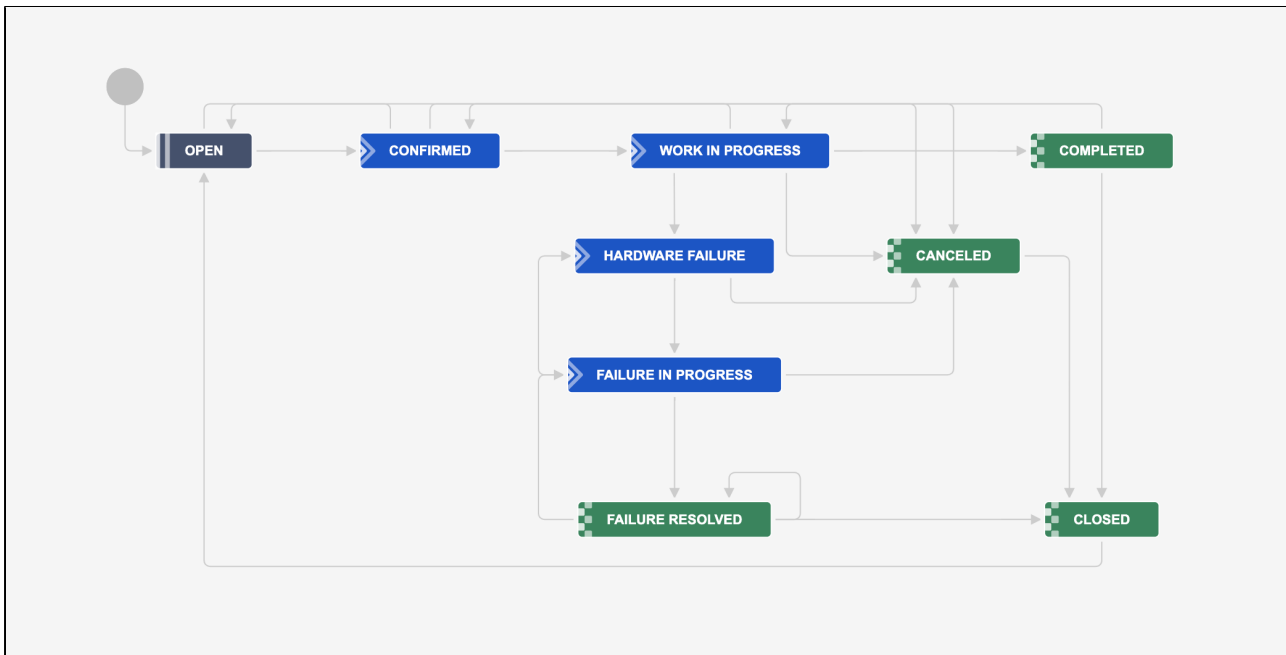 OPEN
CONFIRMED
WORK IN PROGRESS
COMPLETED
HARDWARE FAILURE
CANCELED
FAILURE IN PROGRESS
FAILURE RESOLVED
CLOSED